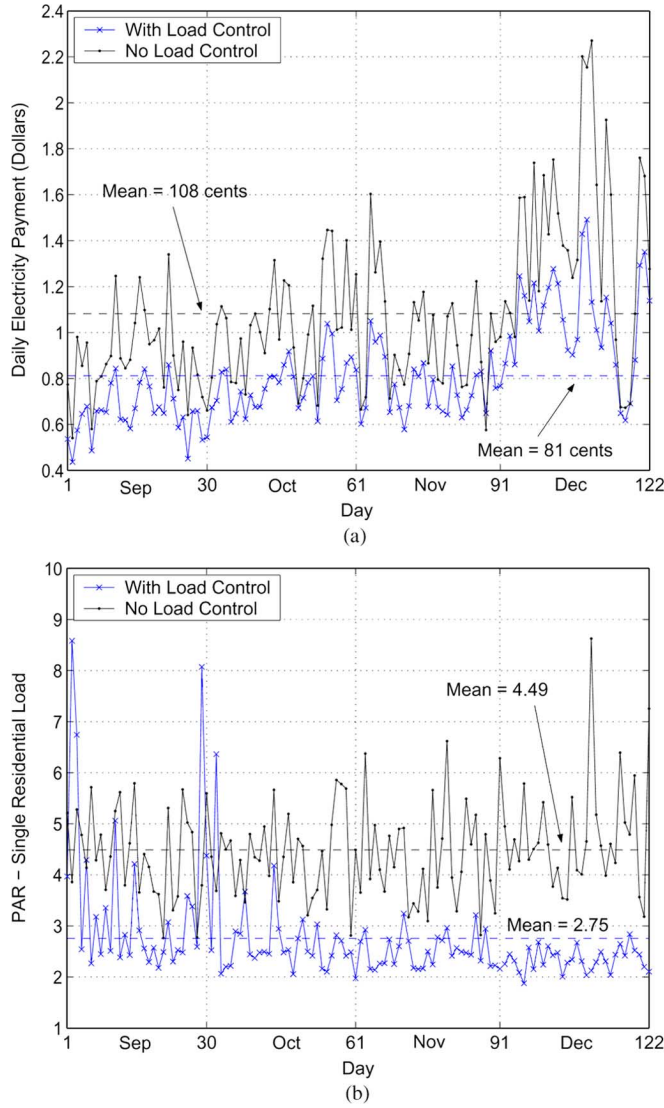 2.4
2.2
2
1.8
1.6
1.4
1.2
1
0.8
0.6
0.4
Daily Electricity Payment (Dollars)
With Load Control
No Load Control
Mean = 108 cents
Mean = 81 cents
1 Sep 30 Oct 61 Nov 91 Dec 122
Day
(a)
10
9
8
7
6
5
4
3
2
1
PAR – Single Residential Load
With Load Control
No Load Control
Mean = 4.49
Mean = 2.75
1 Sep 30 Oct 61 Nov 91 Dec 122
Day
(b)